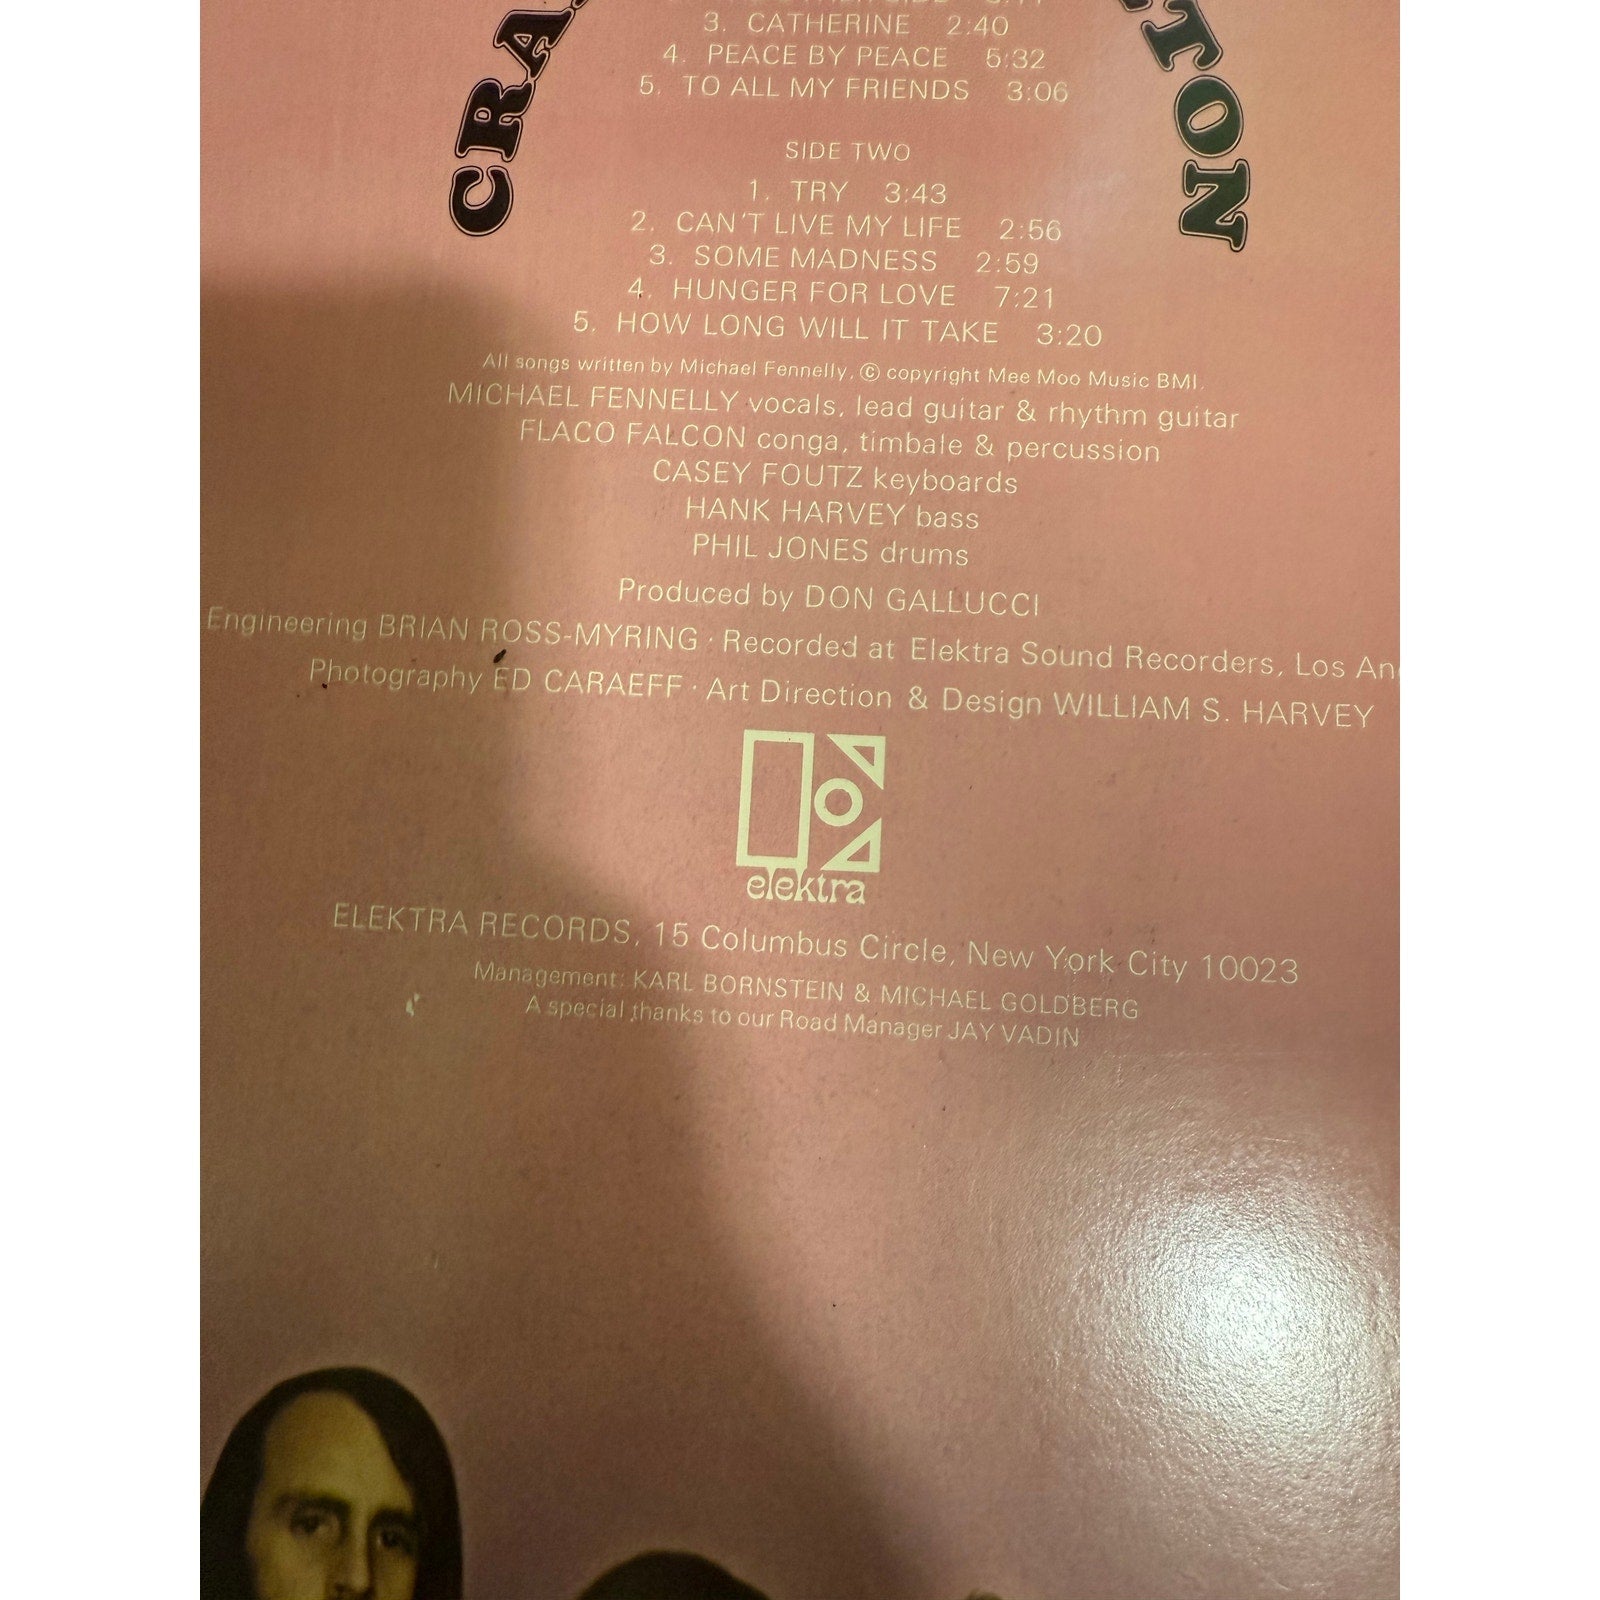 CRA
TON
3. CATHERINE 2:40
4. PEACE BY PEACE 5:32
5. TO ALL MY FRIENDS 3:06
SIDE TWO
1. TRY 3:43
2. CAN'T LIVE MY LIFE 2:56
3. SOME MADNESS 2:59
4. HUNGER FOR LOVE 7:21
5. HOW LONG WILL IT TAKE 3:20
All songs written by Michael Fennelly, © copyright Mee Moo Music BMI.
MICHAEL FENNELLY vocals, lead guitar & rhythm guitar
FLACO FALCON conga, timbale & percussion
CASEY FOUTZ keyboards
HANK HARVEY bass
PHIL JONES drums
Produced by DON GALLUCCI
Engineering BRIAN ROSS-MYRING · Recorded at Elektra Sound Recorders, Los An
Photography ED CARAEFF · Art Direction & Design WILLIAM S. HARVEY
elektra
ELEKTRA RECORDS, 15 Columbus Circle, New York City 10023
Management: KARL BORNSTEIN & MICHAEL GOLDBERG
A special thanks to our Road Manager JAY VADIN